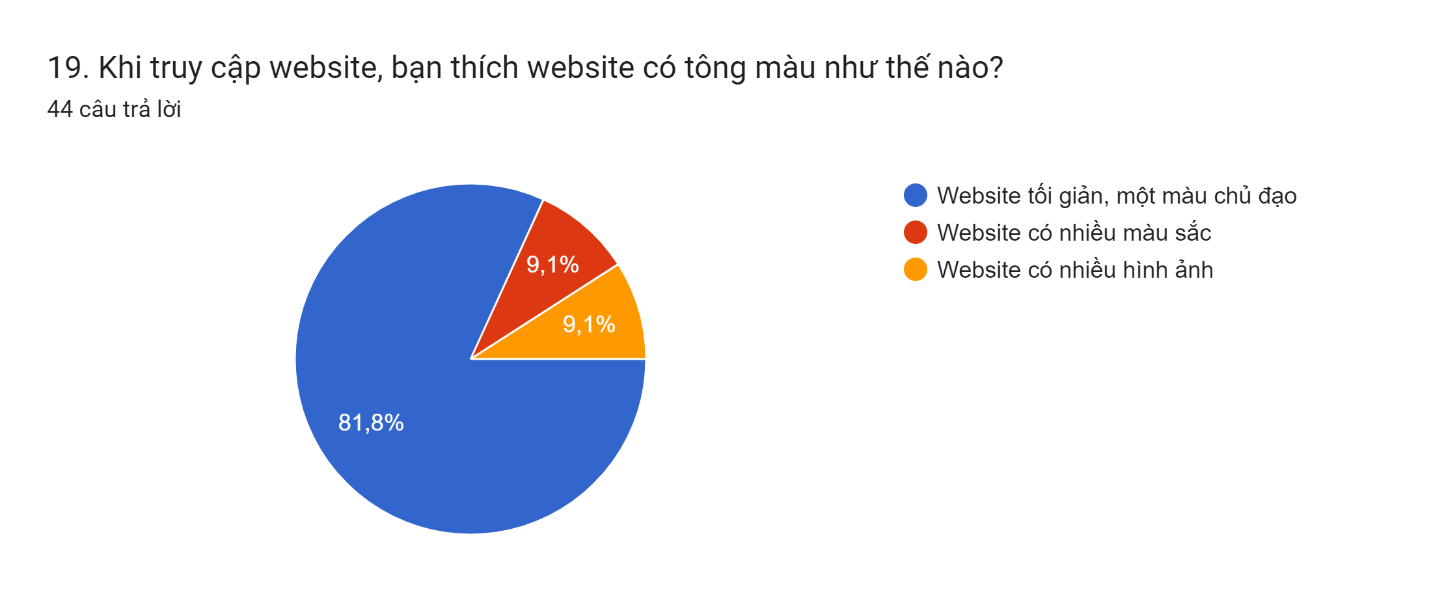 19. Khi truy cập website, bạn thích website có tông màu như thế nào?
44 câu trả lời
Website tối giản, một màu chủ đạo
Website có nhiều màu sắc
Website có nhiều hình ảnh
9,1%
9,1%
81,8%